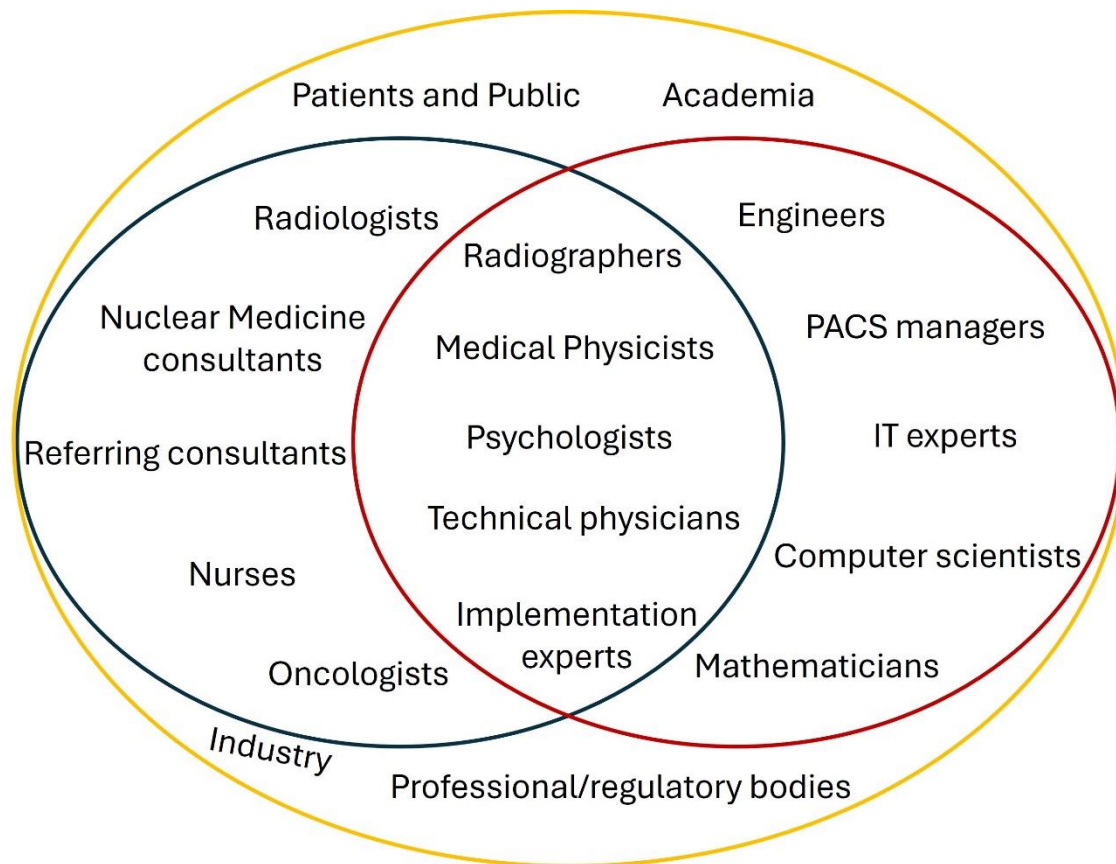 Patients and Public
Academia
Radiologists
Engineers
Radiographers
Nuclear Medicine
consultants
PACS managers
Medical Physicists
Referring consultants
Psychologists
IT experts
Technical physicians
Nurses
Computer scientists
Implementation
experts
Oncologists
Mathematicians
Industry
Professional/regulatory bodies